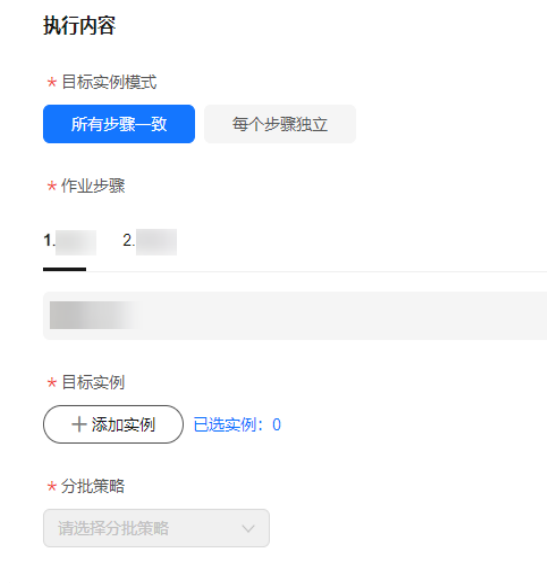 执行内容
* 目标实例模式
所有步骤一致 每个步骤独立
* 作业步骤
1. 2.
* 目标实例
＋添加实例 已选实例：0
* 分批策略
请选择分批策略